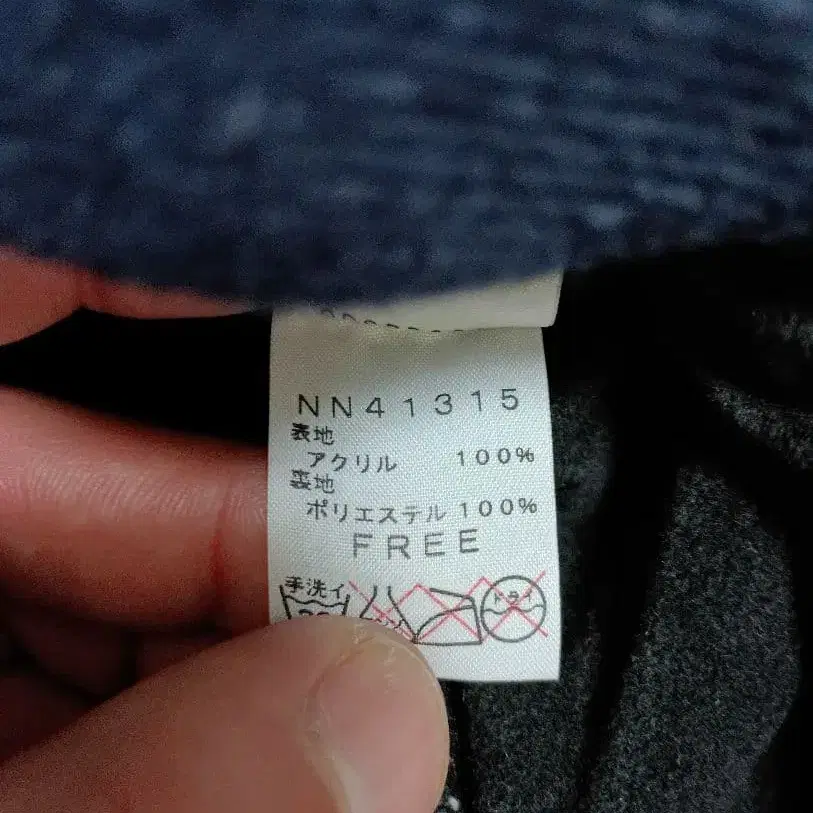 NN41315
表地
アクリル 100%
裏地
ポリエステル 100%
FREE
手洗イ
ドライ